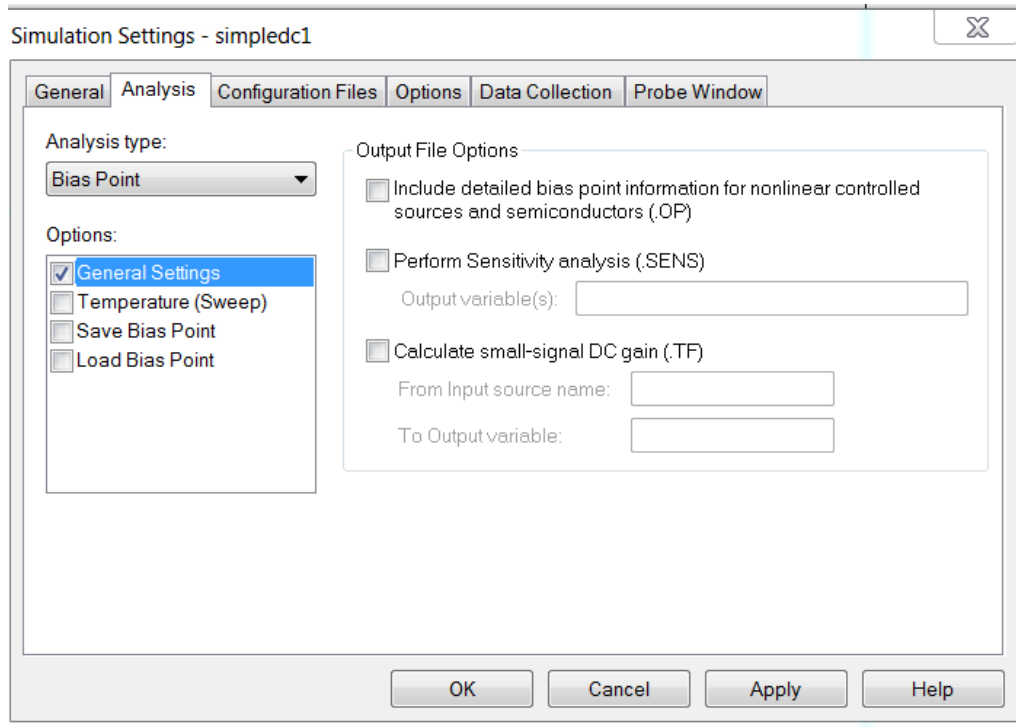 Simulation Settings - simpledc1
General
Analysis
Configuration Files
Options
Data Collection
Probe Window
Analysis type:
Bias Point
Options:
General Settings
Temperature (Sweep)
Save Bias Point
Load Bias Point
Output File Options
Include detailed bias point information for nonlinear controlled
sources and semiconductors (.OP)
Perform Sensitivity analysis (.SENS)
Output variable(s):
Calculate small-signal DC gain (.TF)
From Input source name:
To Output variable:
OK
Cancel
Apply
Help